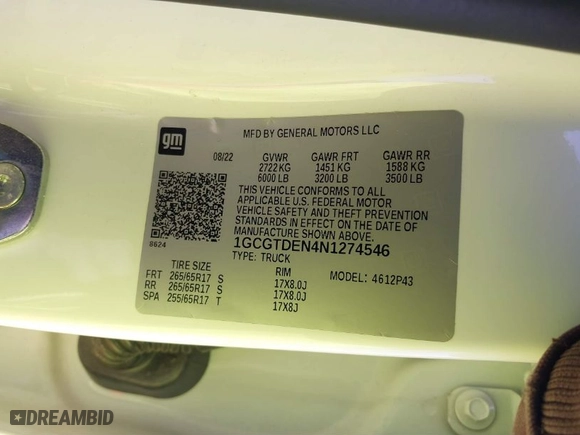 gm
MFD BY GENERAL MOTORS LLC
08/22 GVWR GAWR FRT GAWR RR
2722 KG 1451 KG 1588 KG
6000 LB 3200 LB 3500 LB
THIS VEHICLE CONFORMS TO ALL
APPLICABLE U.S. FEDERAL MOTOR
VEHICLE SAFETY AND THEFT PREVENTION
STANDARDS IN EFFECT ON THE DATE OF
MANUFACTURE SHOWN ABOVE.
8624 1GCGTDEN4N1274546
TYPE: TRUCK
TIRE SIZE RIM MODEL: 4612P43
FRT 265/65R17 S 17X8.0J
RR 265/65R17 S 17X8.0J
SPA 255/65R17 T 17X8J
DREAMBID